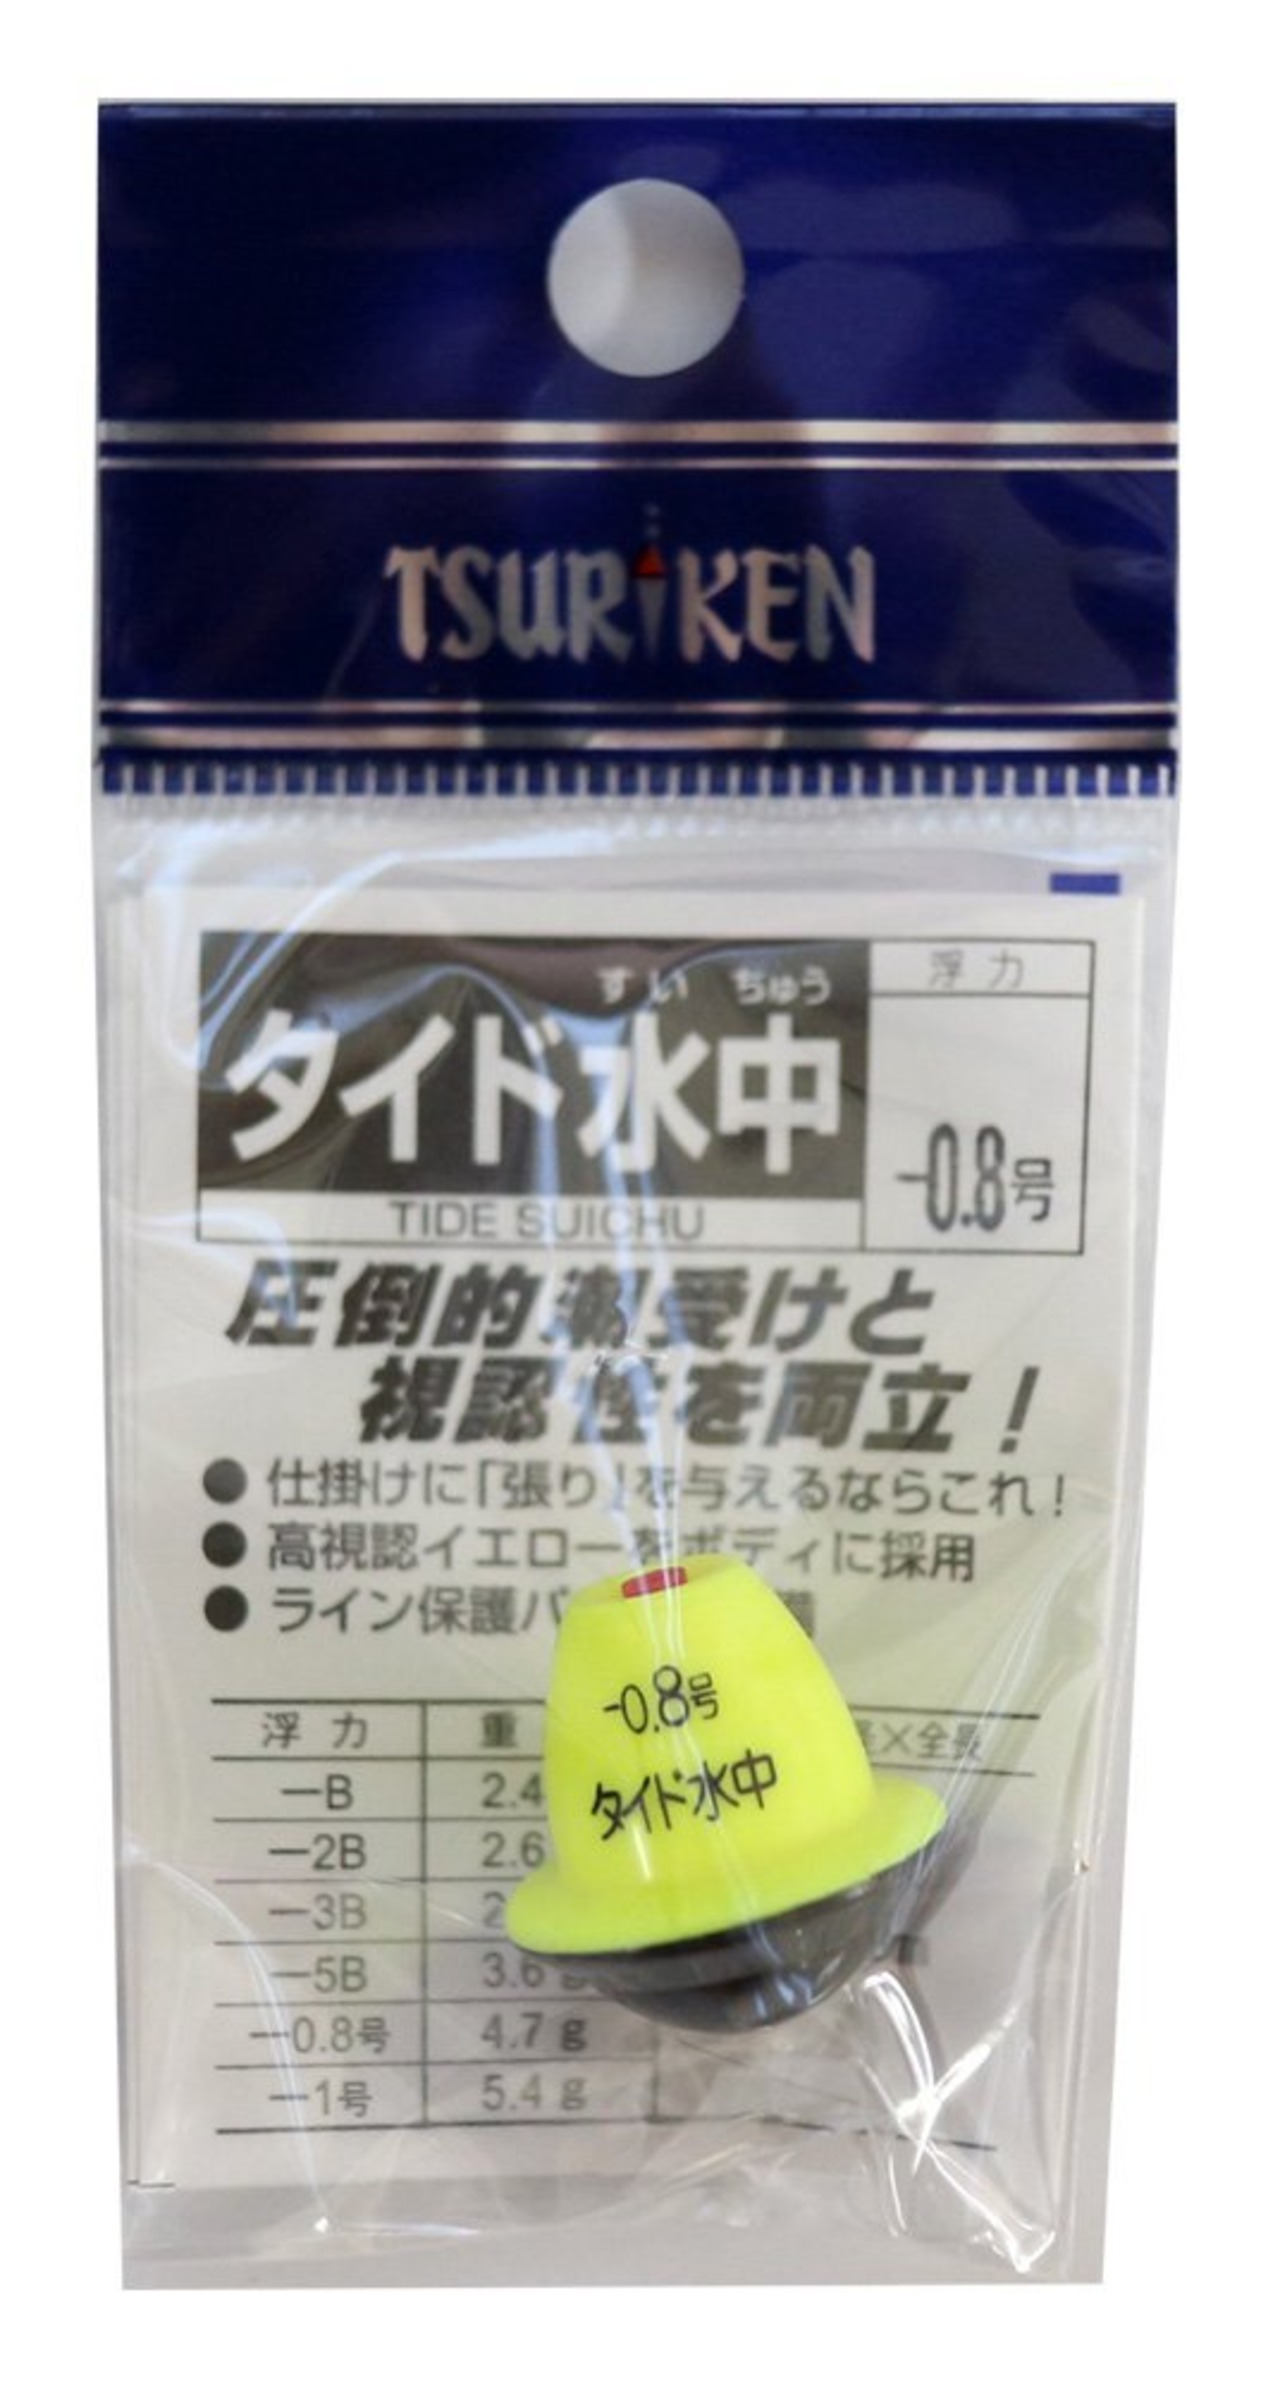 TSURIKEN
すい ちゅう
タイド水中
TIDE SUICHU
浮力
-0.8号
圧倒的潮受けと
視認性を両立！
● 仕掛けに「張り」を与えるならこれ！
● 高視認イエローをボディに採用
● ライン保護パ
-0.8号
タイド水中
浮力 重 ×全長
−B 2.4
−2B 2.6
−3B 2
−5B 3.6
−0.8号 4.7g
−1号 5.4g